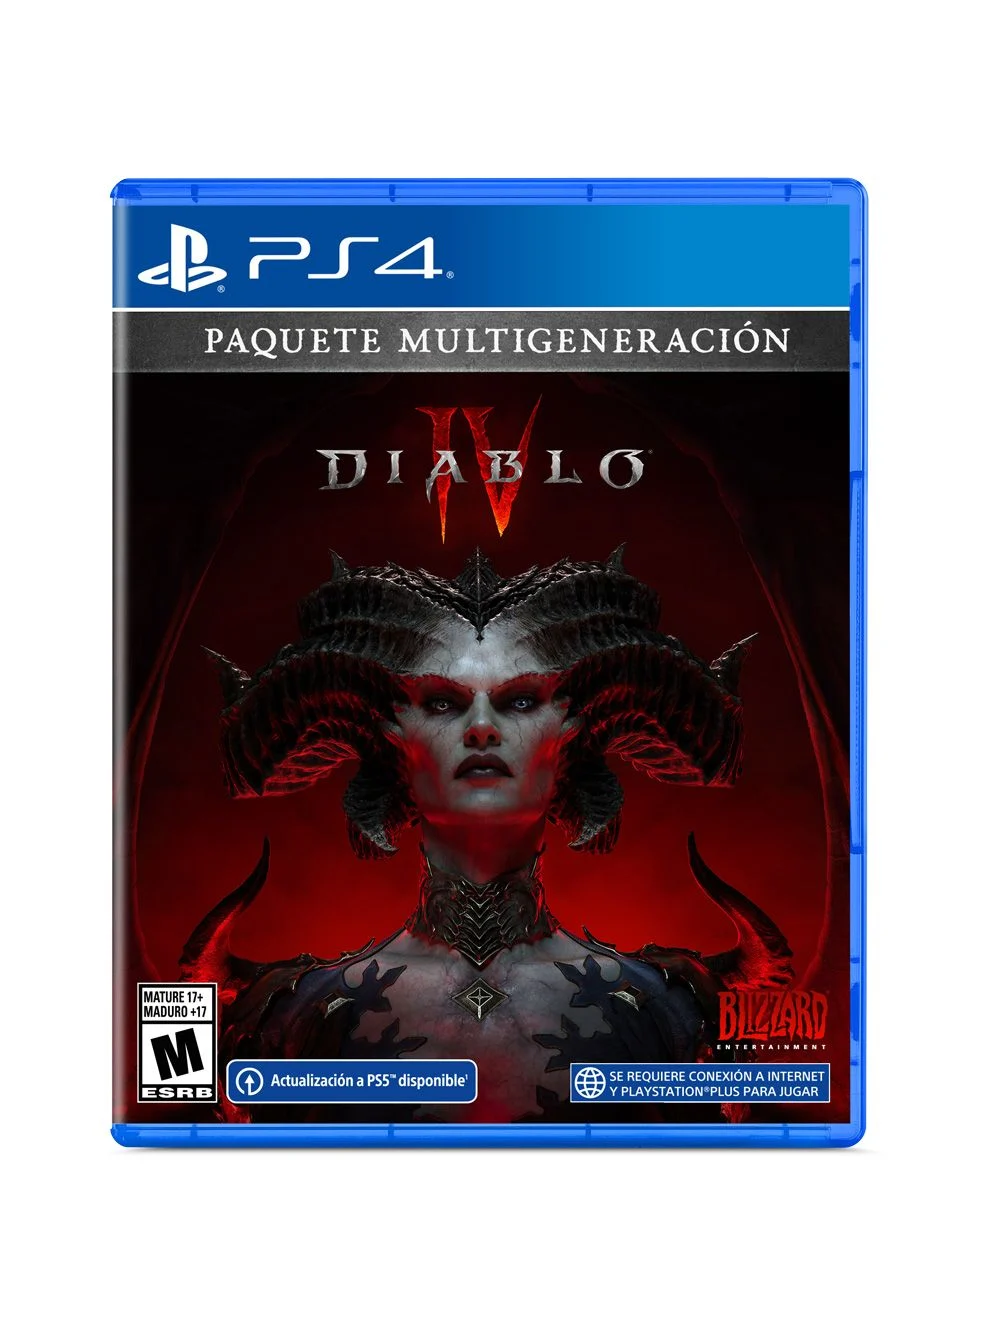 PS4®
PAQUETE MULTIGENERACIÓN
DIABLO IV
MATURE 17+
MADURO +17
M
ESRB
Actualización a PS5™ disponible¹
BLIZZARD
ENTERTAINMENT
SE REQUIERE CONEXIÓN A INTERNET
Y PLAYSTATION®PLUS PARA JUGAR